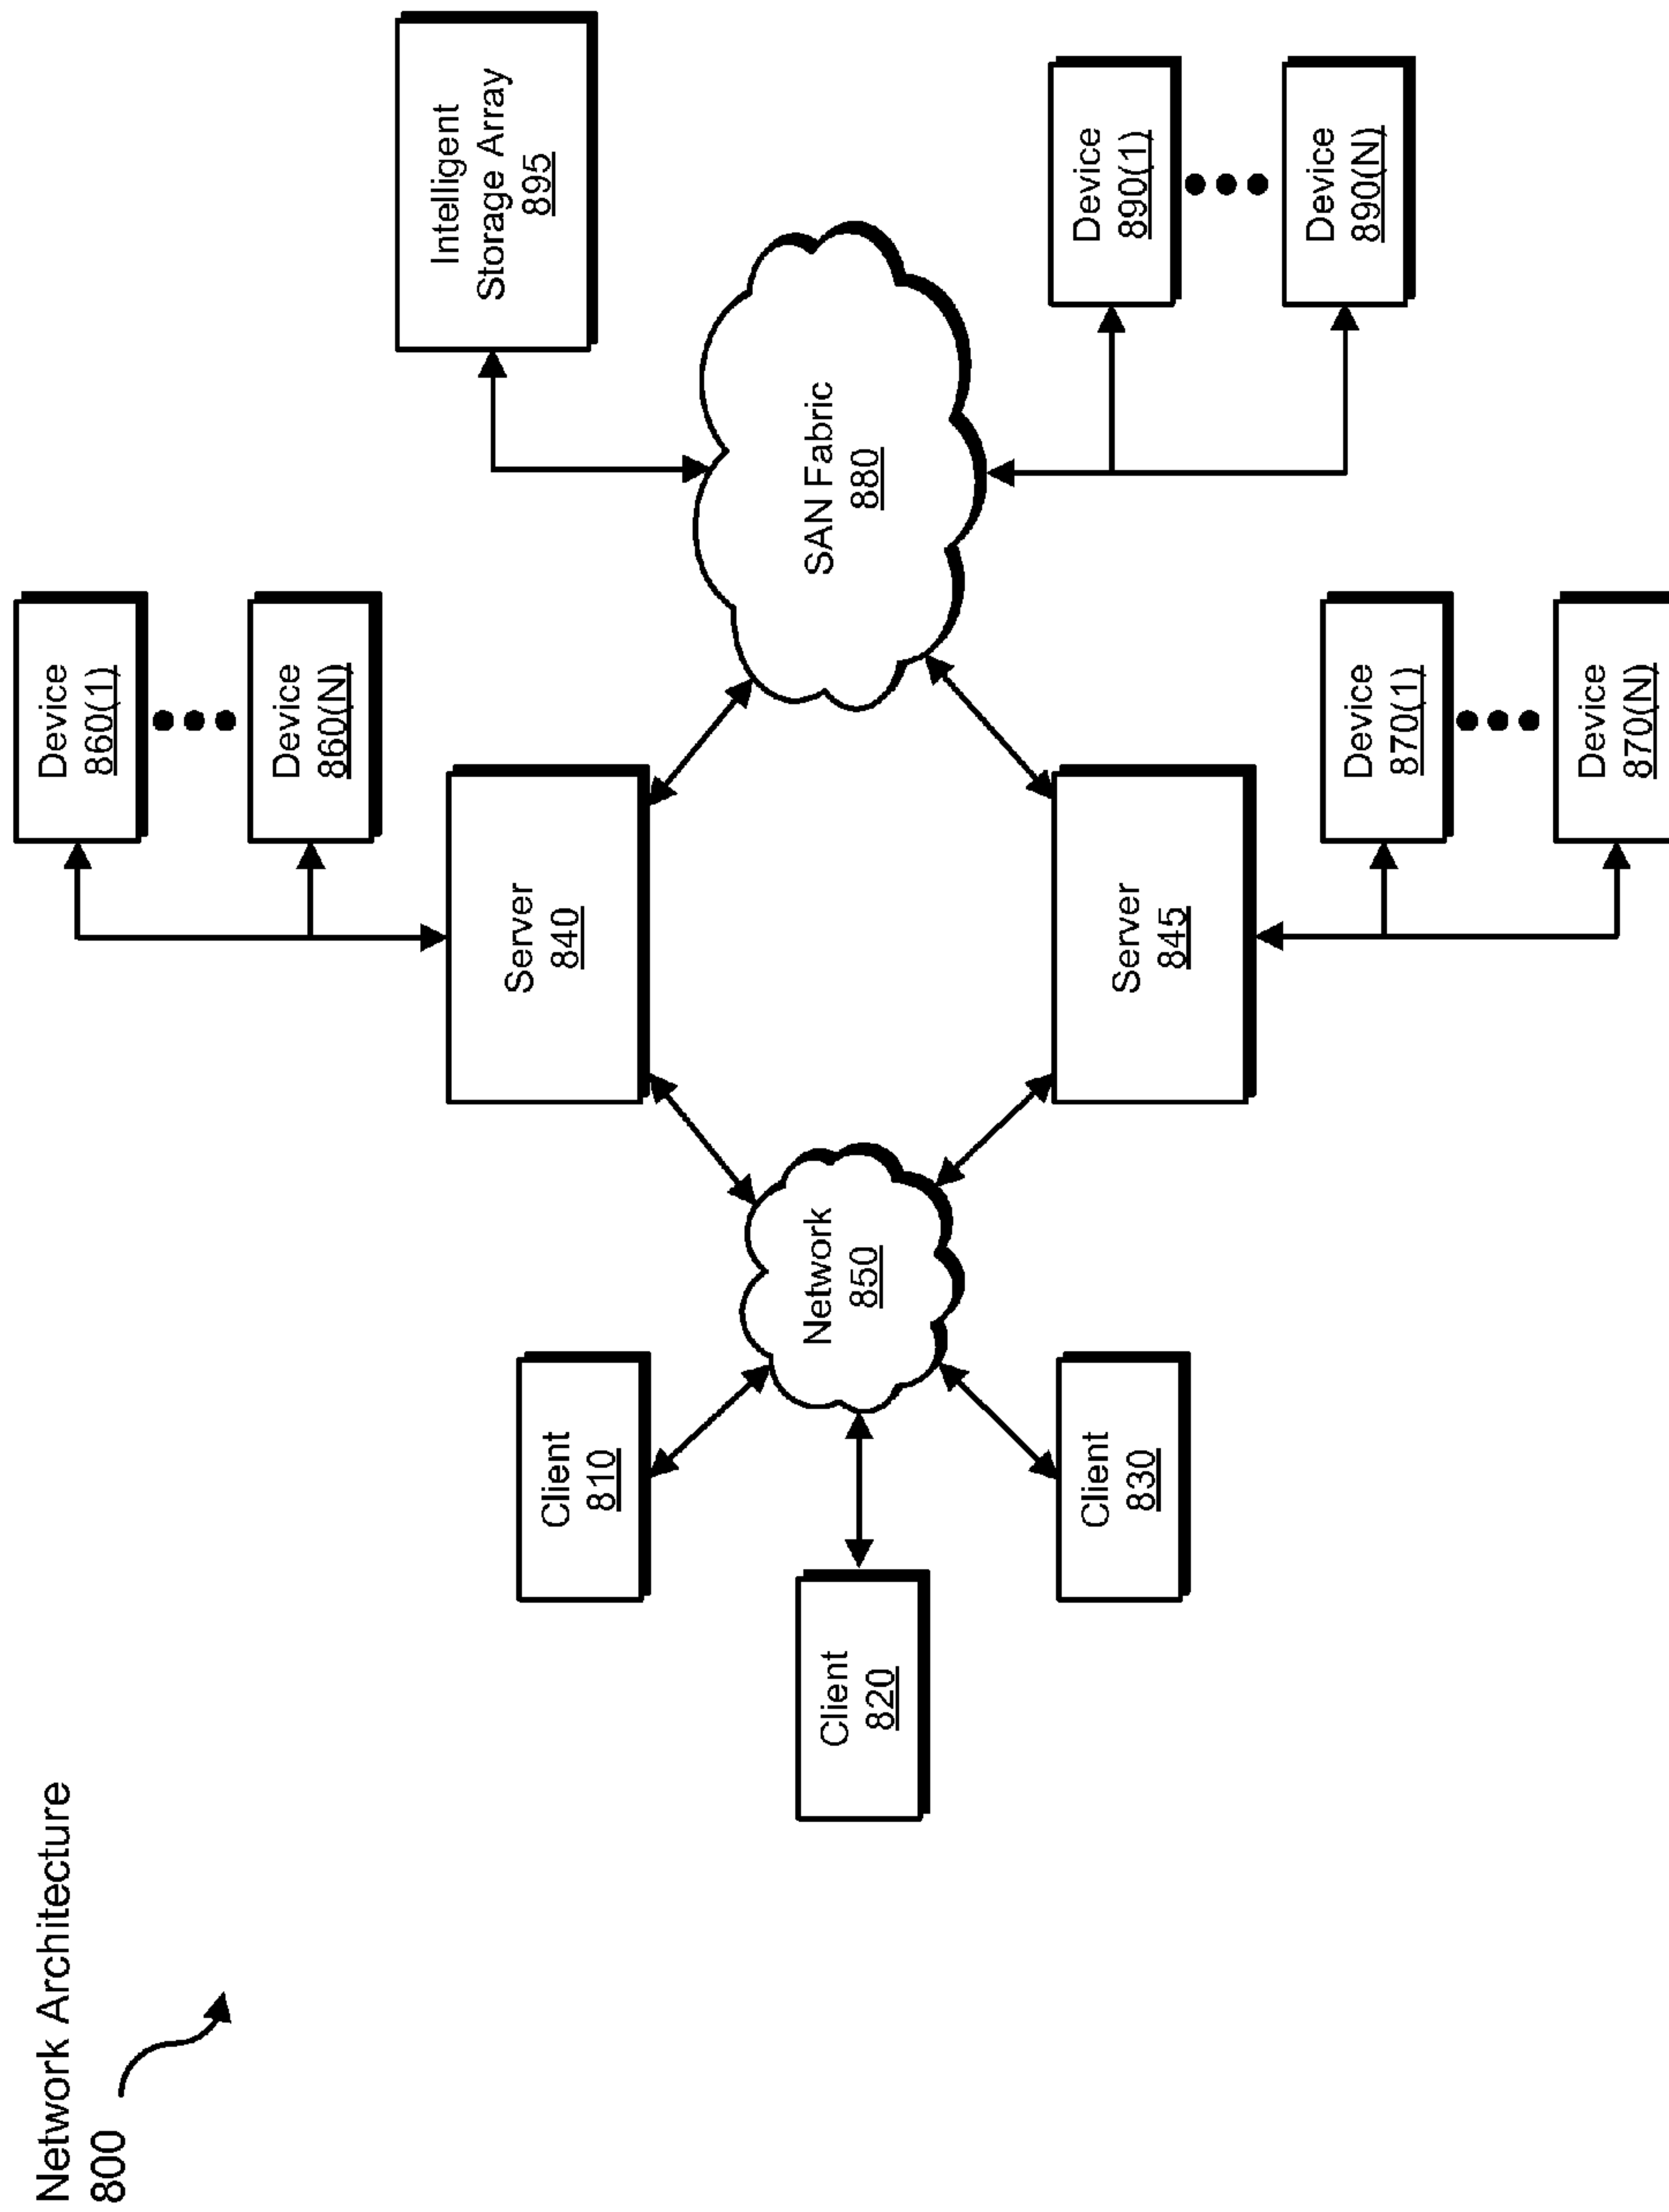 Network Architecture
800
Device
860(1)
Device
860(N)
Intelligent
Storage Array
895
Server
840
Client
810
Network
850
SAN Fabric
880
Client
820
Client
830
Server
845
Device
890(1)
Device
890(N)
Device
870(1)
Device
870(N)